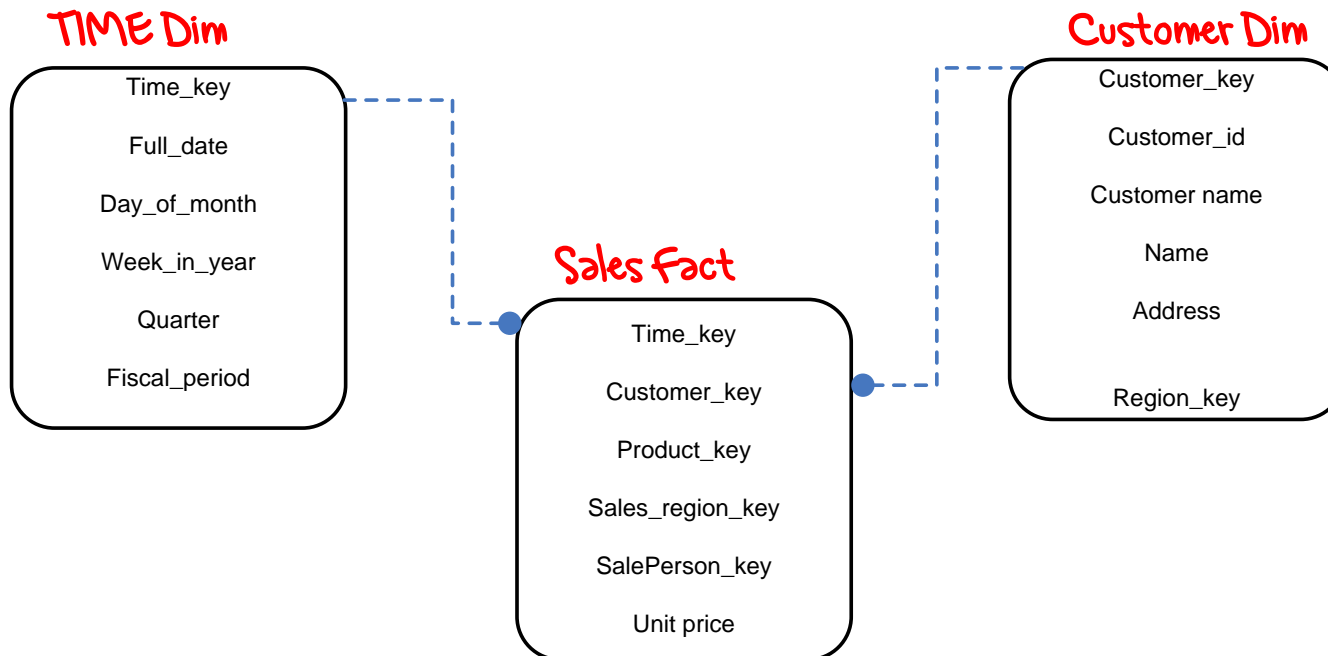 TIME Dim
Time_key
Full_date
Day_of_month
Week_in_year
Quarter
Fiscal_period
Sales Fact
Time_key
Customer_key
Product_key
Sales_region_key
SalePerson_key
Unit price
Customer Dim
Customer_key
Customer_id
Customer name
Name
Address
Region_key